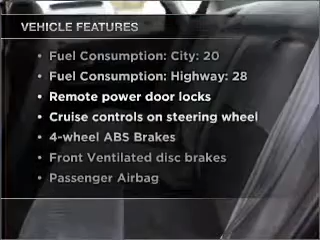 VEHICLE FEATURES
• Fuel Consumption: City: 20
• Fuel Consumption: Highway: 28
• Remote power door locks
• Cruise controls on steering wheel
• 4-wheel ABS Brakes
• Front Ventilated disc brakes
• Passenger Airbag